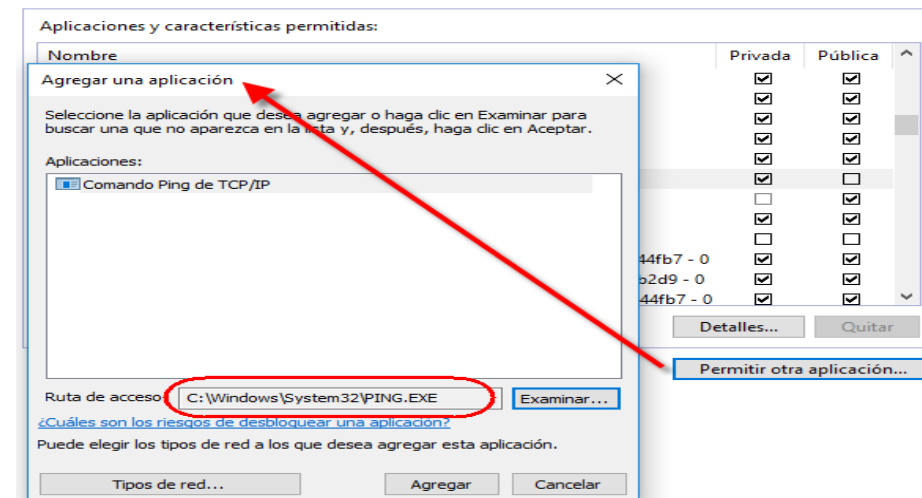 Aplicaciones y características permitidas:
Nombre
Privada
Pública
Agregar una aplicación
Seleccione la aplicación que desea agregar o haga clic en Examinar para
buscar una que no aparezca en la lista y, después, haga clic en Aceptar.
Aplicaciones:
Comando Ping de TCP/IP
44fb7 - 0
b2d9 - 0
44fb7 - 0
Detalles...
Quitar
Permitir otra aplicación...
Ruta de acceso:
C:\Windows\System32\PING.EXE
Examinar...
¿Cuáles son los riesgos de desbloquear una aplicación?
Puede elegir los tipos de red a los que desea agregar esta aplicación.
Tipos de red...
Agregar
Cancelar